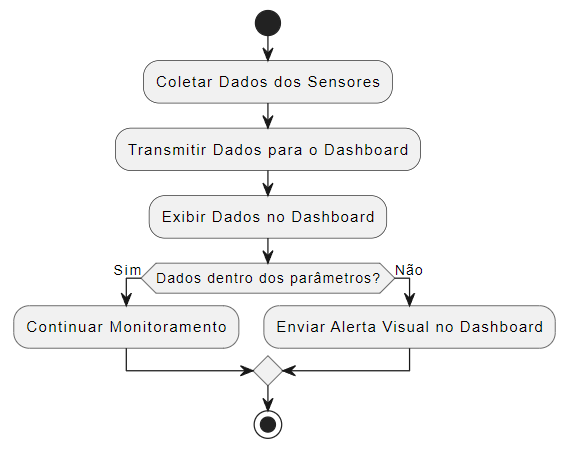 Coletar Dados dos Sensores
Transmitir Dados para o Dashboard
Exibir Dados no Dashboard
Sim
Dados dentro dos parâmetros?
Não
Continuar Monitoramento
Enviar Alerta Visual no Dashboard